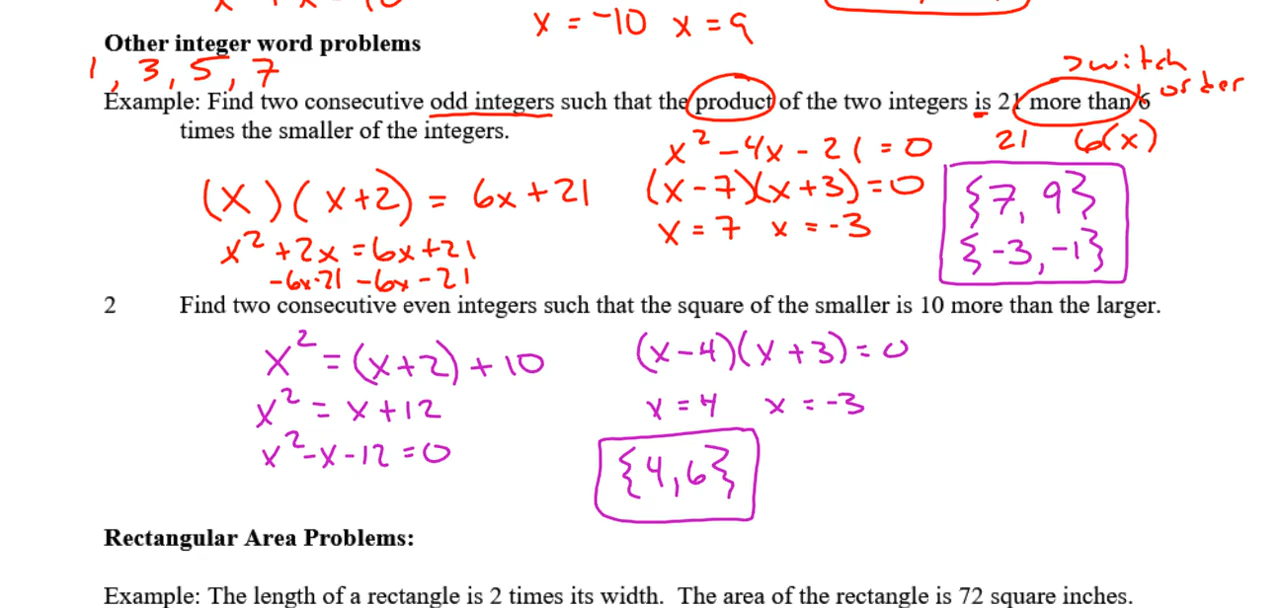 x = -10 x = 9
Other integer word problems
1, 3, 5, 7
switch order
Example: Find two consecutive odd integers such that the product of the two integers is 21 more than 6
times the smaller of the integers.
21 6(x)
(x)(x+2) = 6x+21
x² +2x = 6x+21
-6x-21 -6x-21
x² -4x -21 = 0
(x-7)(x+3) = 0
x = 7 x = -3
{7, 9}
{-3, -1}
2 Find two consecutive even integers such that the square of the smaller is 10 more than the larger.
x² = (x+2) + 10
x² = x+12
x²-x-12 = 0
(x-4)(x+3) = 0
x = 4 x = -3
{4, 6}
Rectangular Area Problems:
Example: The length of a rectangle is 2 times its width. The area of the rectangle is 72 square inches.